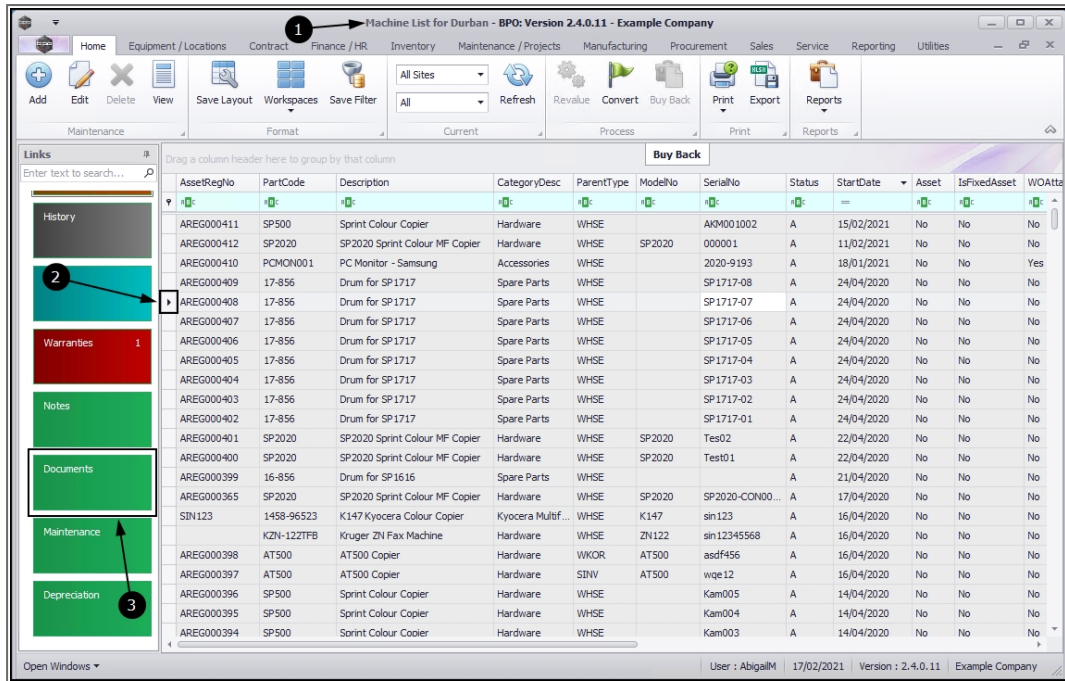 1
Machine List for Durban - BPO: Version 2.4.0.11 - Example Company
Home Equipment / Locations Contract Finance / HR Inventory Maintenance / Projects Manufacturing Procurement Sales Service Reporting Utilities
All Sites
Add Edit Delete View Save Layout Workspaces Save Filter All Refresh Revalue Convert Buy Back Print Export Reports
Maintenance Format Current Process Print Reports
Links
Enter text to search...
History
2
Warranties 1
Notes
Documents
Maintenance
Depreciation
3
Drag a column header here to group by that column
Buy Back
AssetRegNo PartCode Description CategoryDesc ParentType ModelNo SerialNo Status StartDate Asset IsFixedAsset WOAtta
AREG000411 SP500 Sprint Colour Copier Hardware WHSE AKM001002 A 15/02/2021 No No No
AREG000412 SP2020 SP2020 Sprint Colour MF Copier Hardware WHSE SP2020 000001 A 11/02/2021 No No No
AREG000410 PCMON001 PC Monitor - Samsung Accessories WHSE 2020-9193 A 18/01/2021 No No Yes
AREG000409 17-856 Drum for SP1717 Spare Parts WHSE SP1717-08 A 24/04/2020 No No No
AREG000408 17-856 Drum for SP1717 Spare Parts WHSE SP1717-07 A 24/04/2020 No No No
AREG000407 17-856 Drum for SP1717 Spare Parts WHSE SP1717-06 A 24/04/2020 No No No
AREG000406 17-856 Drum for SP1717 Spare Parts WHSE SP1717-05 A 24/04/2020 No No No
AREG000405 17-856 Drum for SP1717 Spare Parts WHSE SP1717-04 A 24/04/2020 No No No
AREG000404 17-856 Drum for SP1717 Spare Parts WHSE SP1717-03 A 24/04/2020 No No No
AREG000403 17-856 Drum for SP1717 Spare Parts WHSE SP1717-02 A 24/04/2020 No No No
AREG000402 17-856 Drum for SP1717 Spare Parts WHSE SP1717-01 A 24/04/2020 No No No
AREG000401 SP2020 SP2020 Sprint Colour MF Copier Hardware WHSE SP2020 Tes02 A 22/04/2020 No No No
AREG000400 SP2020 SP2020 Sprint Colour MF Copier Hardware WHSE SP2020 Test01 A 22/04/2020 No No No
AREG000399 16-856 Drum for SP1616 Spare Parts WHSE A 21/04/2020 No No No
AREG000365 SP2020 SP2020 Sprint Colour MF Copier Hardware WHSE SP2020 SP2020-CON00... A 17/04/2020 No No No
SIN123 1458-96523 K147 Kyocera Colour Copier Kyocera Multif... WHSE K147 sin123 A 16/04/2020 No No No
KZN-122TFB Kruger ZN Fax Machine Hardware WHSE ZN122 sin12345568 A 16/04/2020 No No No
AREG000398 AT500 AT500 Copier Hardware WKOR AT500 asdf456 A 16/04/2020 No No No
AREG000397 AT500 AT500 Copier Hardware SINV AT500 wqe12 A 16/04/2020 No No No
AREG000396 SP500 Sprint Colour Copier Hardware WHSE Kam005 A 14/04/2020 No No No
AREG000395 SP500 Sprint Colour Copier Hardware WHSE Kam004 A 14/04/2020 No No No
AREG000394 SP500 Sprint Colour Copier Hardware WHSE Kam003 A 14/04/2020 No No No
Open Windows User : AbigailM 17/02/2021 Version : 2.4.0.11 Example Company